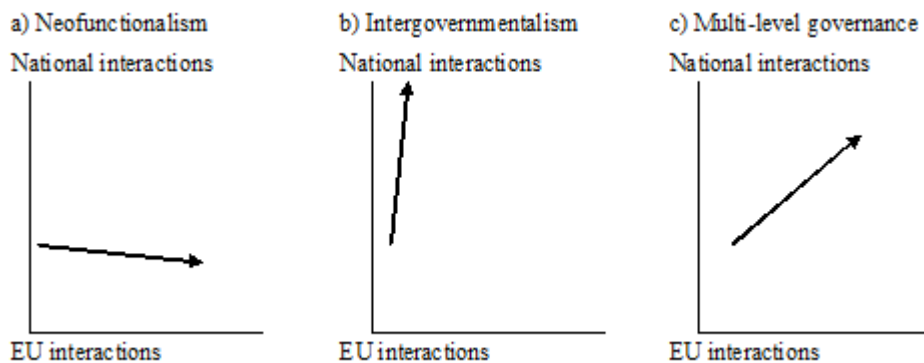 a) Neofunctionalism
National interactions
EU interactions
b) Intergovernmentalism
National interactions
EU interactions
c) Multi-level governance
National interactions
EU interactions